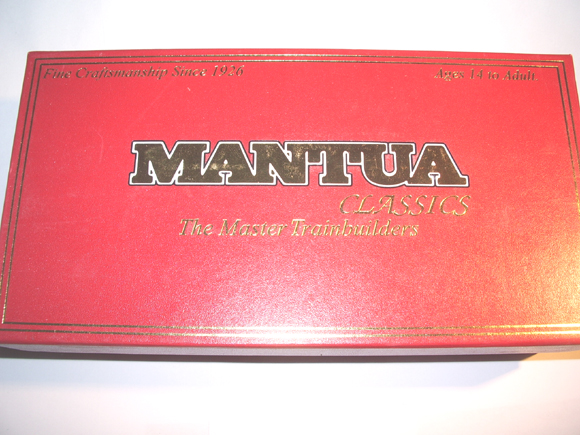 Fine Craftsmanship Since 1926
Ages 14 to Adult.
MANTUA
CLASSICS
The Master Trainbuilders